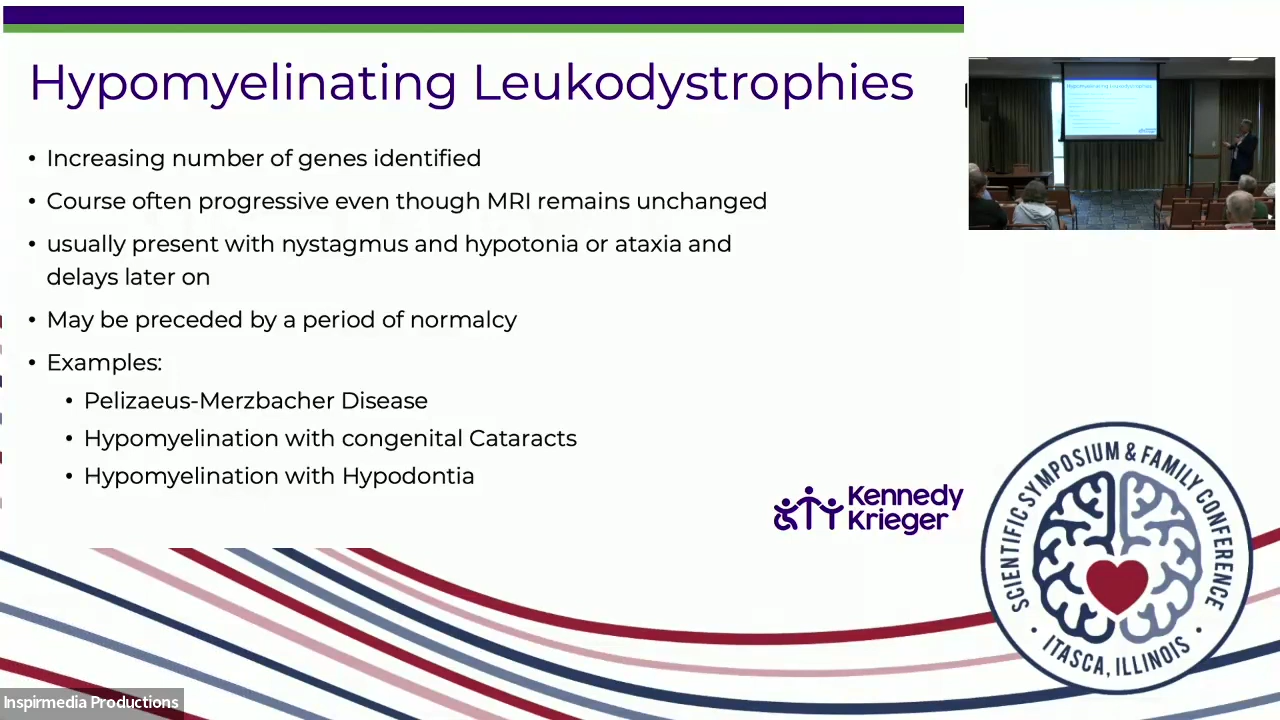 Hypomyelinating Leukodystrophies
• Increasing number of genes identified
• Course often progressive even though MRI remains unchanged
• usually present with nystagmus and hypotonia or ataxia and
delays later on
• May be preceded by a period of normalcy
• Examples:
• Pelizaeus-Merzbacher Disease
• Hypomyelination with congenital Cataracts
• Hypomyelination with Hypodontia
Kennedy
Krieger
Hypomyelinating Leukodystrophies
SCIENTIFIC SYMPOSIUM & FAMILY CONFERENCE
• ITASCA, ILLINOIS •
Inspirmedia Productions